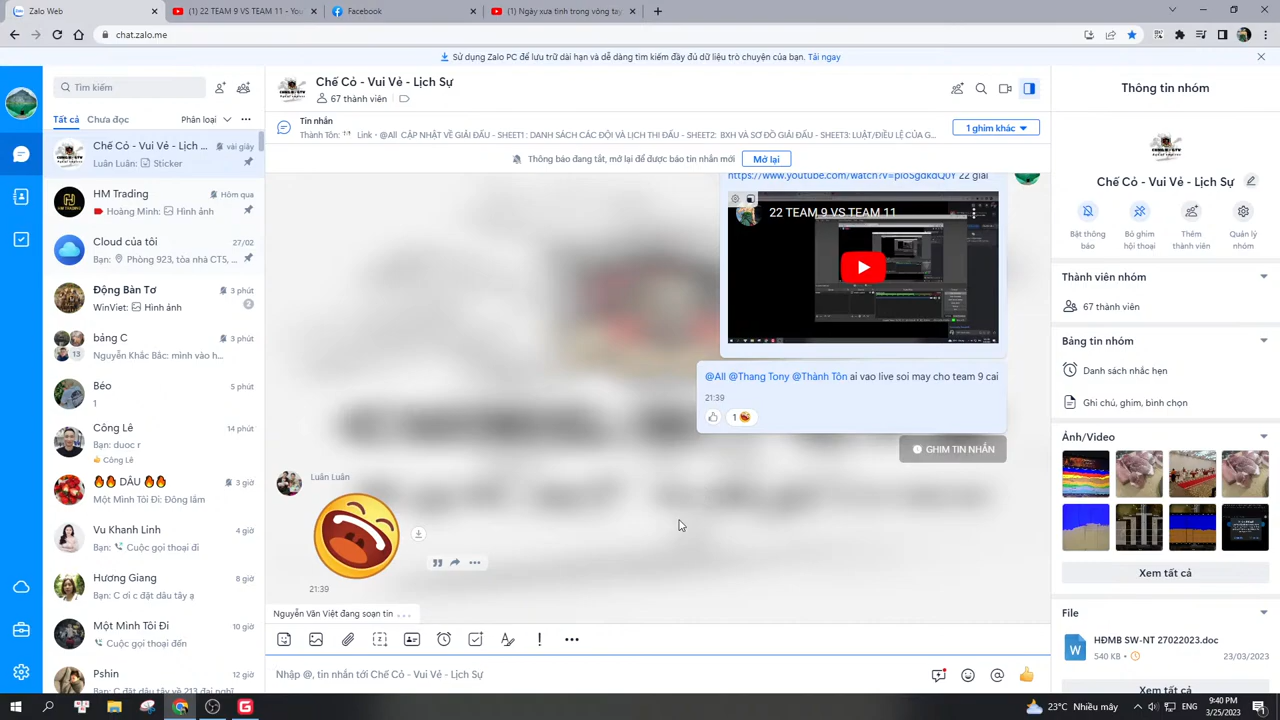 Zalo Web
(1) 22 TEAM 9 VS TEAM 11 - You
Facebook
(1) Ngày xưa tình trong vòng tay
chat.zalo.me
Sử dụng Zalo PC để lưu trữ dài hạn và dễ dàng tìm kiếm đầy đủ dữ liệu trò chuyện của bạn. Tải ngay
Tìm kiếm
Tất cả
Chưa đọc
Phân loại
Chế Cỏ - Vui Vẻ - Lịch ...
vài giây
Luân Luân: Sticker
HM Trading
Hôm qua
Hoàng Minh: Hình ảnh
Cloud của tôi
27/02
Bạn: Phòng 923, tòa nhà CT5, ...
Động Bàn Tơ
3 phút
WinViet: Hình ảnh
bảng C
3 phút
13
Nguyễn Khắc Bắc: mình vào h...
Béo
5 phút
1
Công Lê
14 phút
Bạn: duoc r
Công Lê
DÂU
3 giờ
Một Mình Tôi Đi: Đông lắm
Vu Khanh Linh
4 giờ
Bạn: Cuộc gọi thoại đi
Hương Giang
8 giờ
Bạn: C ơi c đặt dâu tây ạ
Một Mình Tôi Đi
10 giờ
Cuộc gọi thoại đến
Pshin
10 giờ
Bạn: C đặt dâu tây về 213 đại nghĩ
Chế Cỏ - Vui Vẻ - Lịch Sự
67 thành viên
Tin nhắn
Thành Tôn: Link - @All CẬP NHẬT VỀ GIẢI ĐẤU - SHEET1 : DANH SÁCH CÁC ĐỘI VÀ LỊCH THI ĐẤU - SHEET2: BXH VÀ SƠ ĐỒ GIẢI ĐẤU - SHEET3: LUẬT/ĐIỀU LỆ CỦA G...
1 ghim khác
Thông báo đang tắt, mở lại để được báo tin nhắn mới
Mở lại
https://www.youtube.com/watch?v=pIoSgdkdQ0Y 22 giai
22 TEAM 9 VS TEAM 11
@All @Thang Tony @Thành Tôn ai vao live soi may cho team 9 cai
21:39
1
GHIM TIN NHẮN
Luân Luân
21:39
Nguyễn Văn Việt đang soạn tin ...
Nhập @, tin nhắn tới Chế Cỏ - Vui Vẻ - Lịch Sự
Thông tin nhóm
Chế Cỏ - Vui Vẻ - Lịch Sự
Bật thông báo
Bỏ ghim hội thoại
Thêm thành viên
Quản lý nhóm
Thành viên nhóm
67 thành viên
Bảng tin nhóm
Danh sách nhắc hẹn
Ghi chú, ghim, bình chọn
Ảnh/Video
Xem tất cả
File
HĐMB SW-NT 27022023.doc
540 KB
23/03/2023
Xem tất cả
23°C Nhiều mây
ENG
9:40 PM
3/25/2023